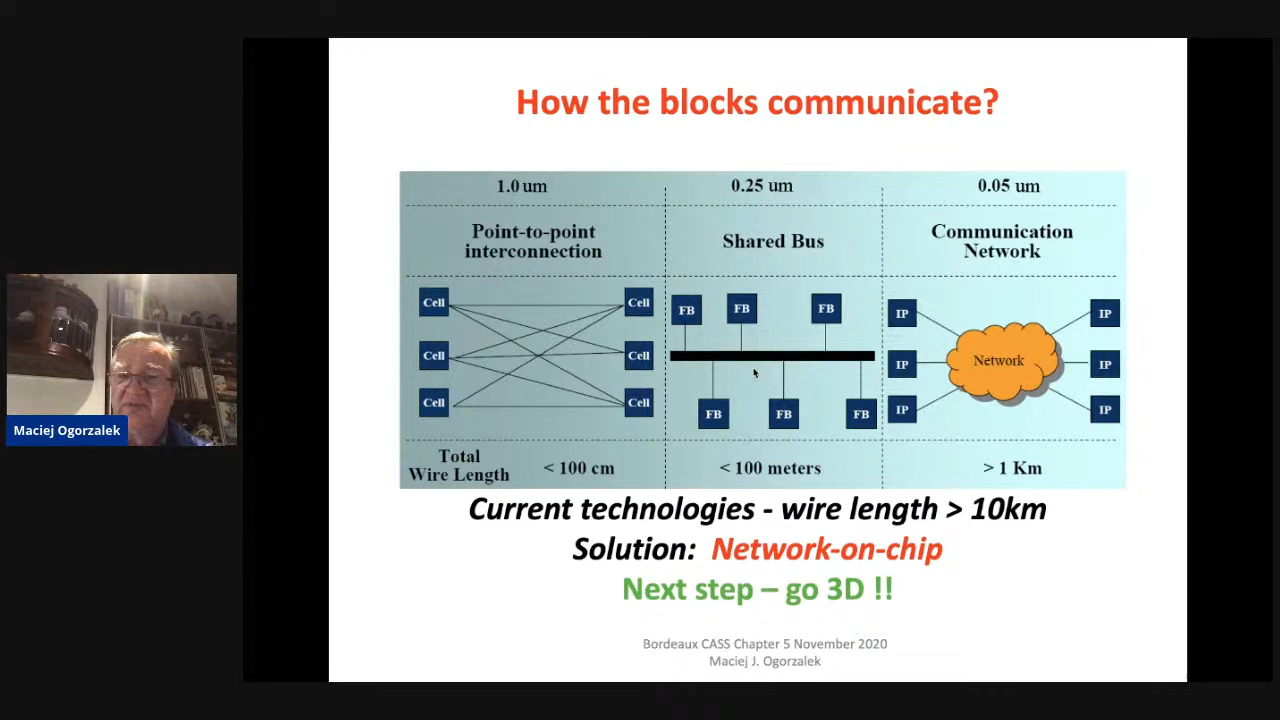 How the blocks communicate?
1.0 um
0.25 um
0.05 um
Point-to-point
interconnection
Shared Bus
Communication
Network
Cell
Cell
Cell
Cell
Cell
Cell
FB
FB
FB
FB
FB
FB
IP
IP
IP
Network
IP
IP
IP
Total
Wire Length
< 100 cm
< 100 meters
> 1 Km
Current technologies - wire length > 10km
Solution: Network-on-chip
Next step – go 3D !!
Bordeaux CASS Chapter 5 November 2020
Maciej J. Ogorzalek
Maciej Ogorzalek